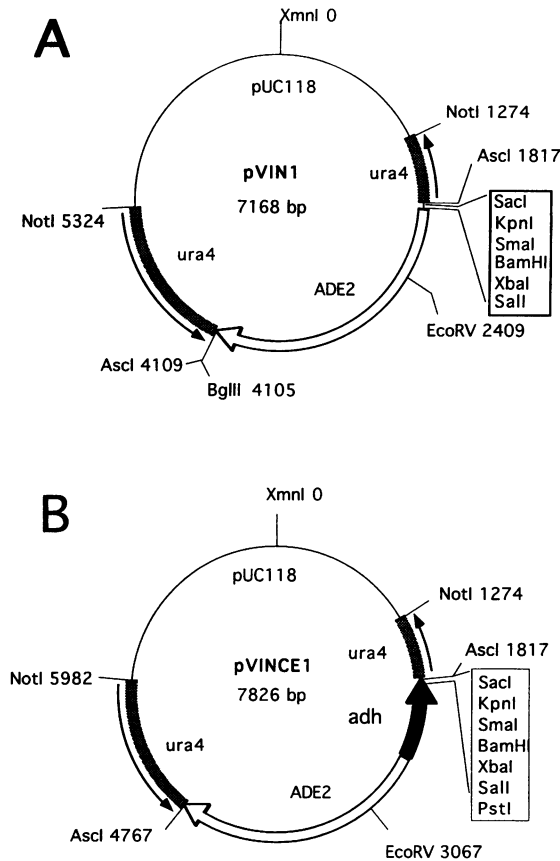 A
XmnI 0
pUC118
NotI 1274
AscI 1817
ura4
pVIN1
7168 bp
SacI
KpnI
SmaI
BamHI
XbaI
SalI
NotI 5324
ura4
ADE2
EcoRV 2409
AscI 4109
BglII 4105
B
XmnI 0
pUC118
NotI 1274
AscI 1817
ura4
NotI 5982
pVINCE1
7826 bp
SacI
KpnI
SmaI
BamHI
XbaI
SalI
PstI
adh
ura4
ADE2
AscI 4767
EcoRV 3067